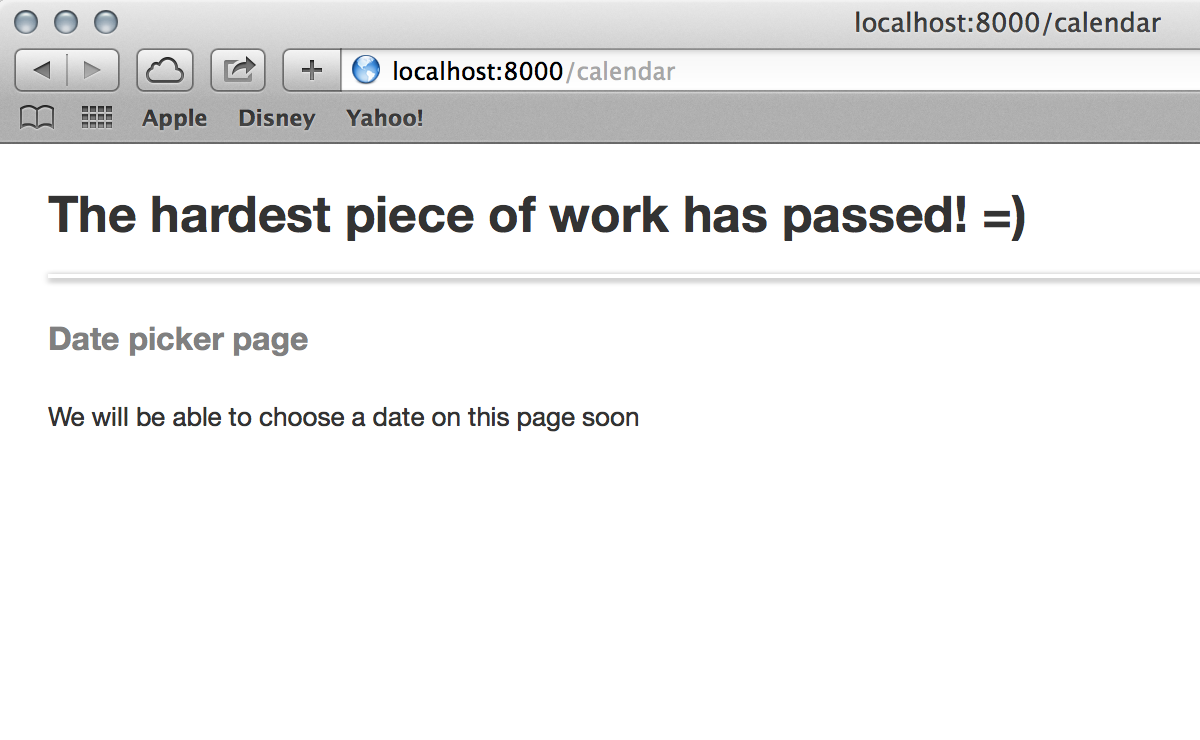 localhost:8000/calendar
localhost:8000/calendar
Apple Disney Yahoo!
The hardest piece of work has passed! =)
Date picker page
We will be able to choose a date on this page soon